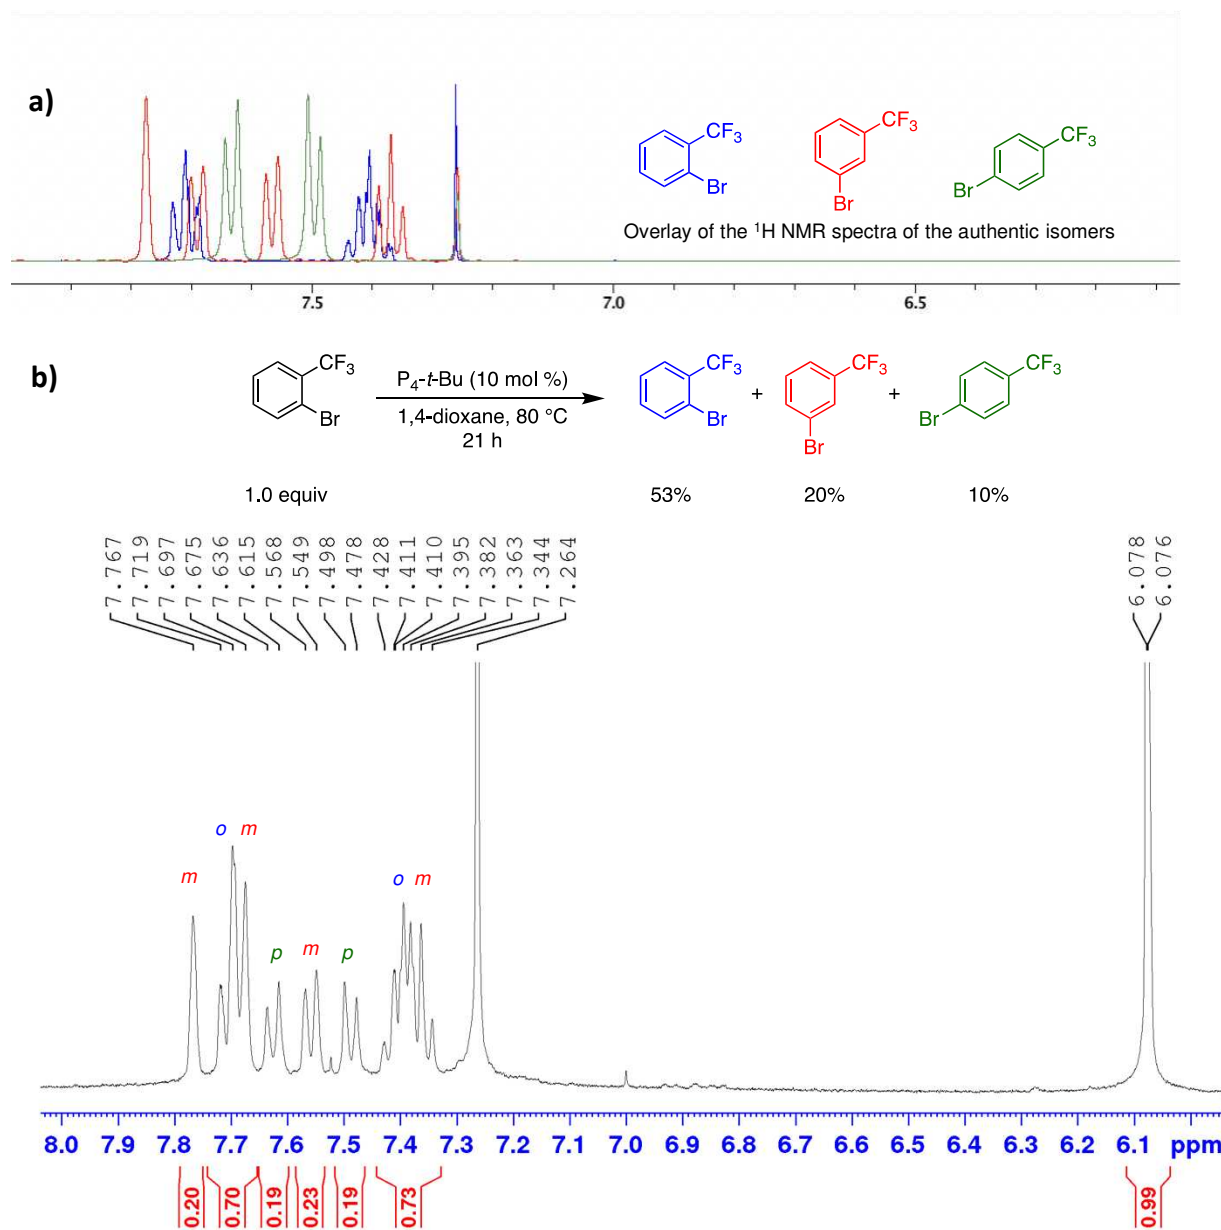 a)
CF3
Br
CF3
Br
CF3
Br
Overlay of the 1H NMR spectra of the authentic isomers
7.5
7.0
6.5
b)
CF3
Br
P4-t-Bu (10 mol %)
1,4-dioxane, 80 °C
21 h
CF3
Br
+
CF3
Br
+
CF3
Br
1.0 equiv
53%
20%
10%
7.767
7.719
7.697
7.675
7.636
7.615
7.568
7.549
7.498
7.478
7.428
7.411
7.410
7.395
7.382
7.363
7.344
7.264
6.078
6.076
o m
m
p
m
p
o m
8.0 7.9 7.8 7.7 7.6 7.5 7.4 7.3 7.2 7.1 7.0 6.9 6.8 6.7 6.6 6.5 6.4 6.3 6.2 6.1 ppm
0.20
0.70
0.19
0.23
0.19
0.73
0.99